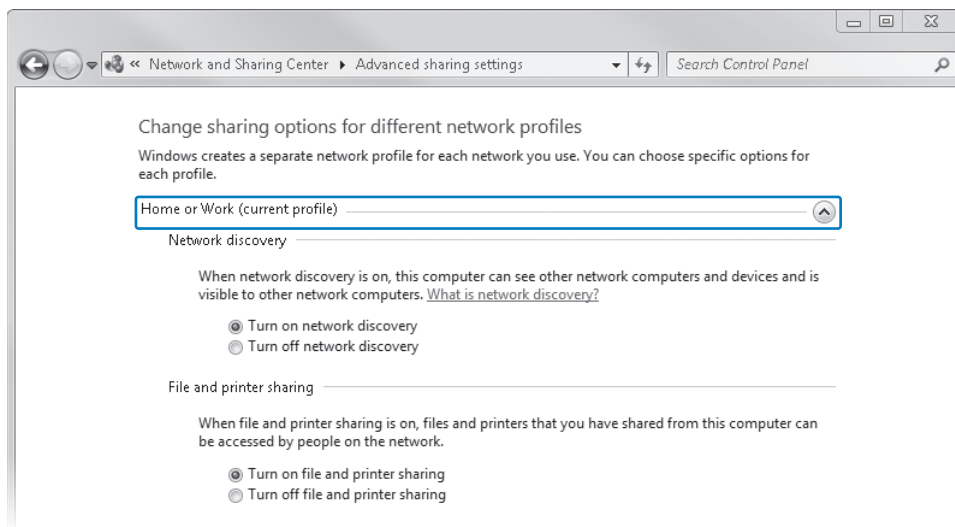 « Network and Sharing Center ▸ Advanced sharing settings
Search Control Panel
Change sharing options for different network profiles
Windows creates a separate network profile for each network you use. You can choose specific options for
each profile.
Home or Work (current profile)
Network discovery
When network discovery is on, this computer can see other network computers and devices and is
visible to other network computers. What is network discovery?
Turn on network discovery
Turn off network discovery
File and printer sharing
When file and printer sharing is on, files and printers that you have shared from this computer can
be accessed by people on the network.
Turn on file and printer sharing
Turn off file and printer sharing